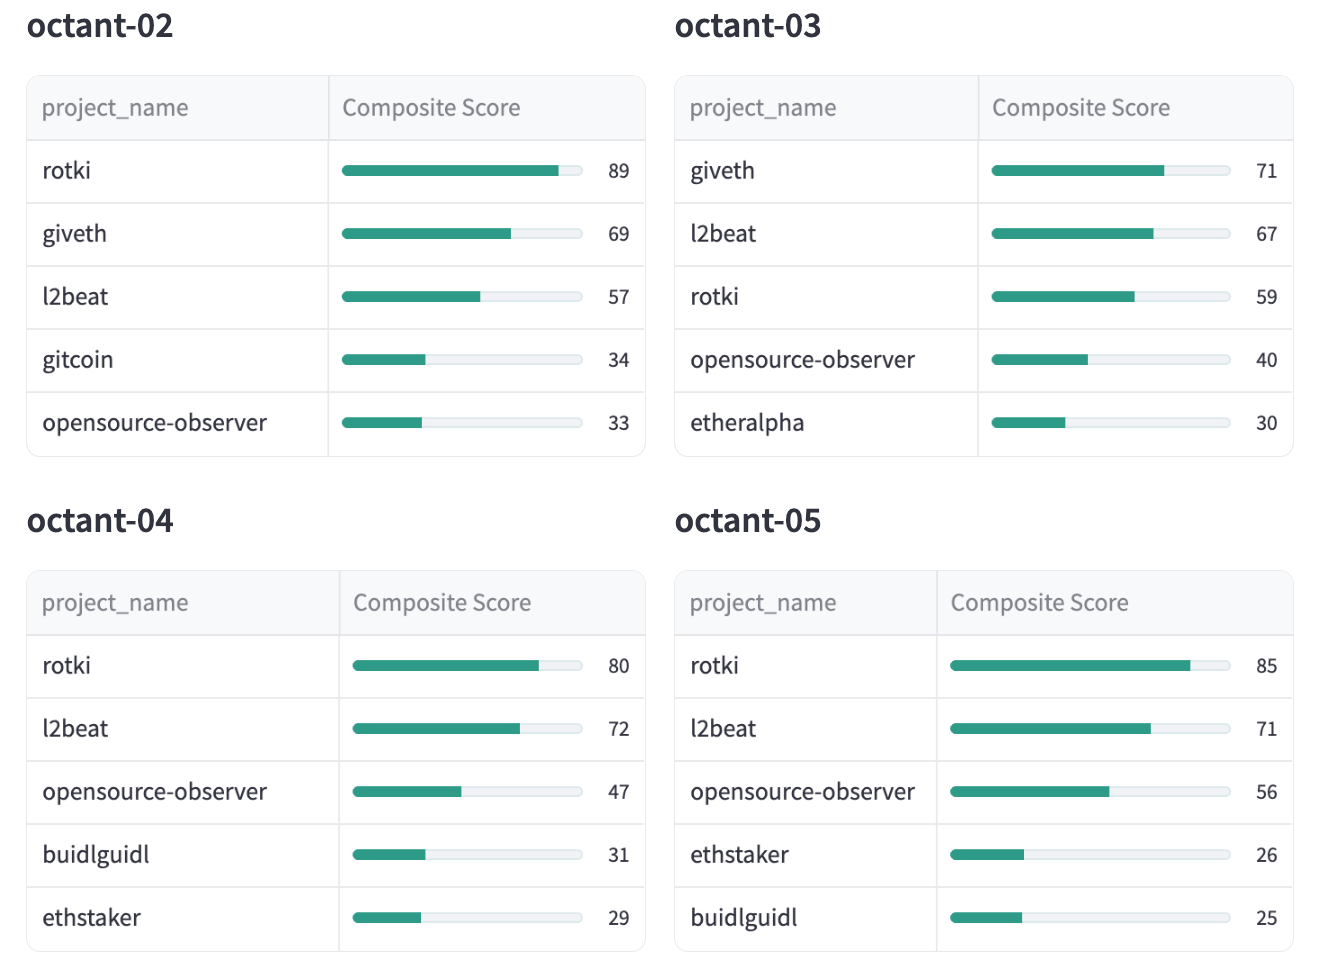 octant-02
project_name Composite Score
rotki 89
giveth 69
l2beat 57
gitcoin 34
opensource-observer 33
octant-03
project_name Composite Score
giveth 71
l2beat 67
rotki 59
opensource-observer 40
etheralpha 30
octant-04
project_name Composite Score
rotki 80
l2beat 72
opensource-observer 47
buidlguidl 31
ethstaker 29
octant-05
project_name Composite Score
rotki 85
l2beat 71
opensource-observer 56
ethstaker 26
buidlguidl 25